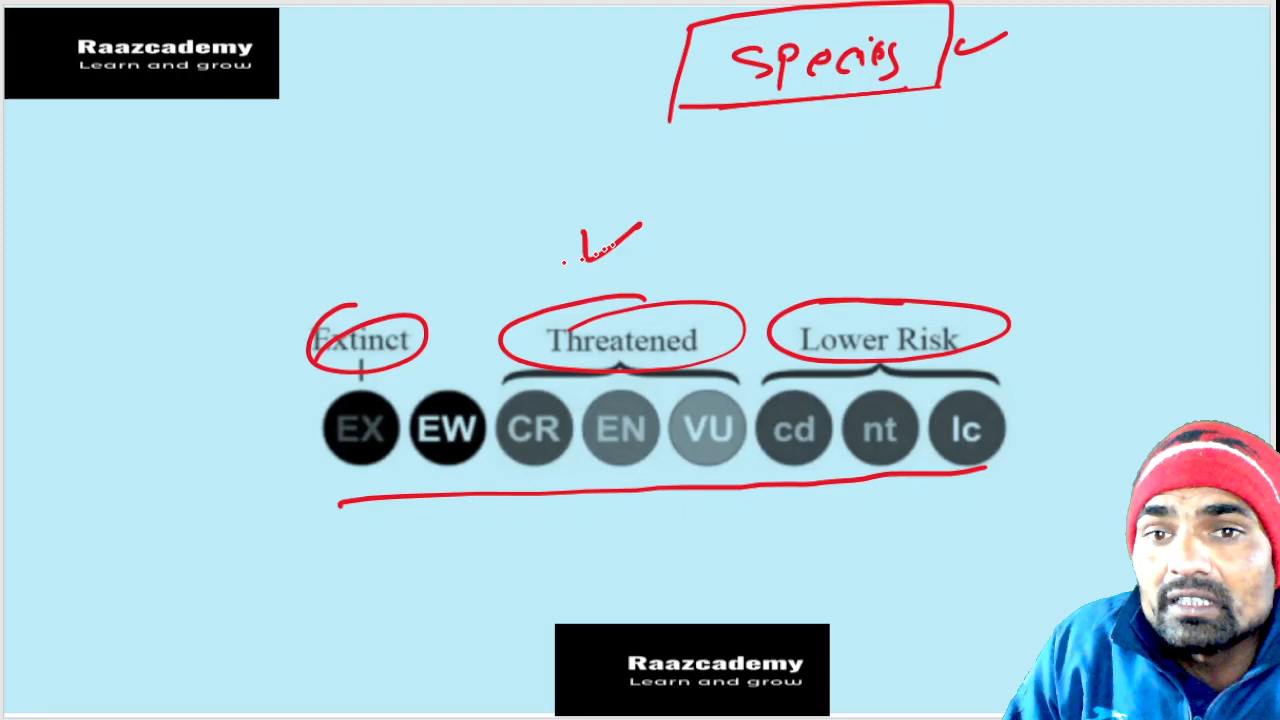 Raazcademy
Learn and grow
Species
Extinct Threatened Lower Risk
EX EW CR EN VU cd nt lc
Raazcademy
Learn and grow